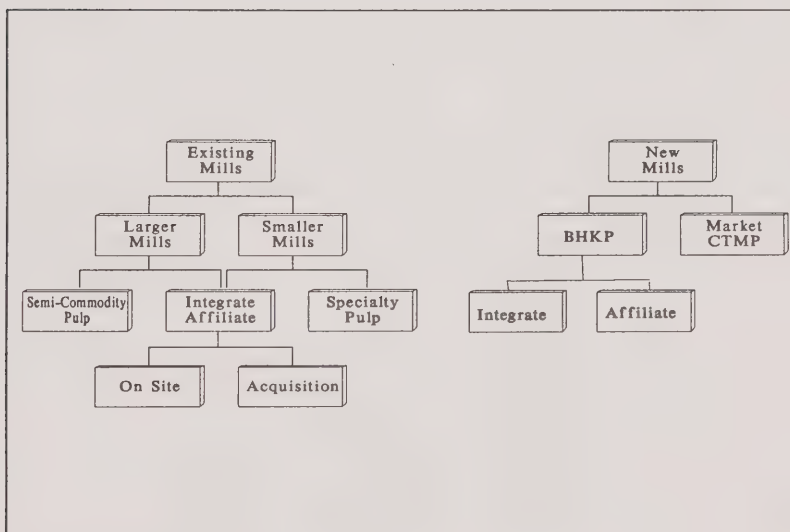 Existing
Mills
Larger
Mills
Smaller
Mills
Semi-Commodity
Pulp
Integrate
Affiliate
Specialty
Pulp
On Site
Acquisition
New
Mills
BHKP
Market
CTMP
Integrate
Affiliate